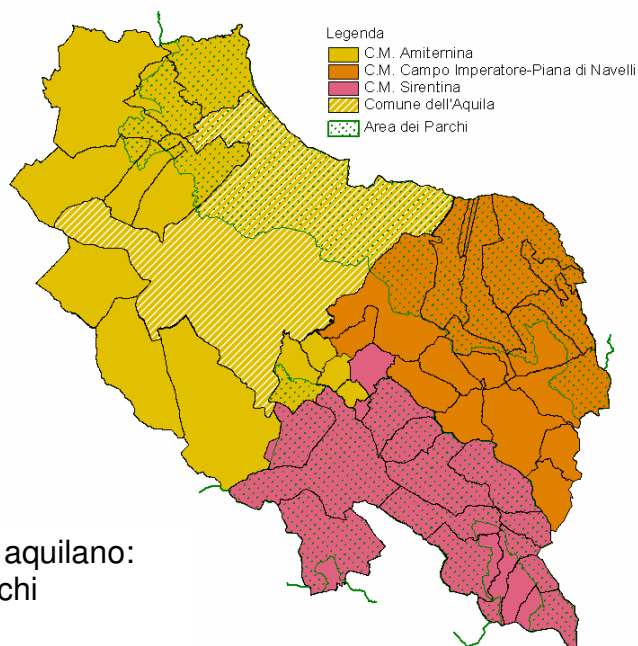 Legenda
C.M. Amiternina
C.M. Campo Imperatore-Piana di Navelli
C.M. Sirentina
Comune dell'Aquila
Area dei Parchi
aquilano:
chi